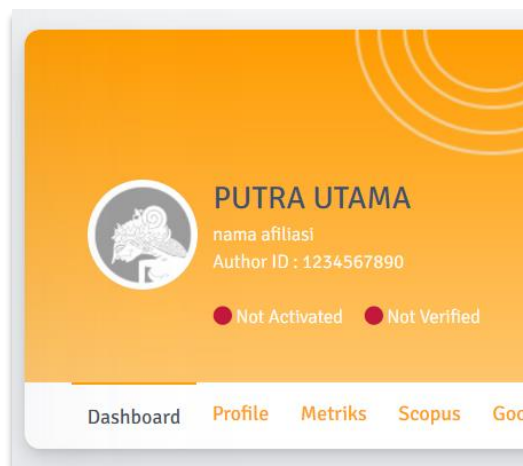 PUTRA UTAMA
nama afiliasi
Author ID : 1234567890
Not Activated Not Verified
Dashboard Profile Metriks Scopus